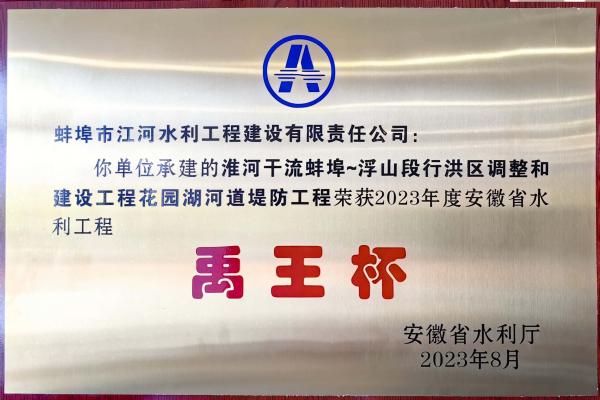 蚌埠市江河水利工程建设有限责任公司：
你单位承建的淮河干流蚌埠~浮山段行洪区调整和
建设工程花园湖河道堤防工程荣获2023年度安徽省水
利工程
禹王杯
安徽省水利厅
2023年8月